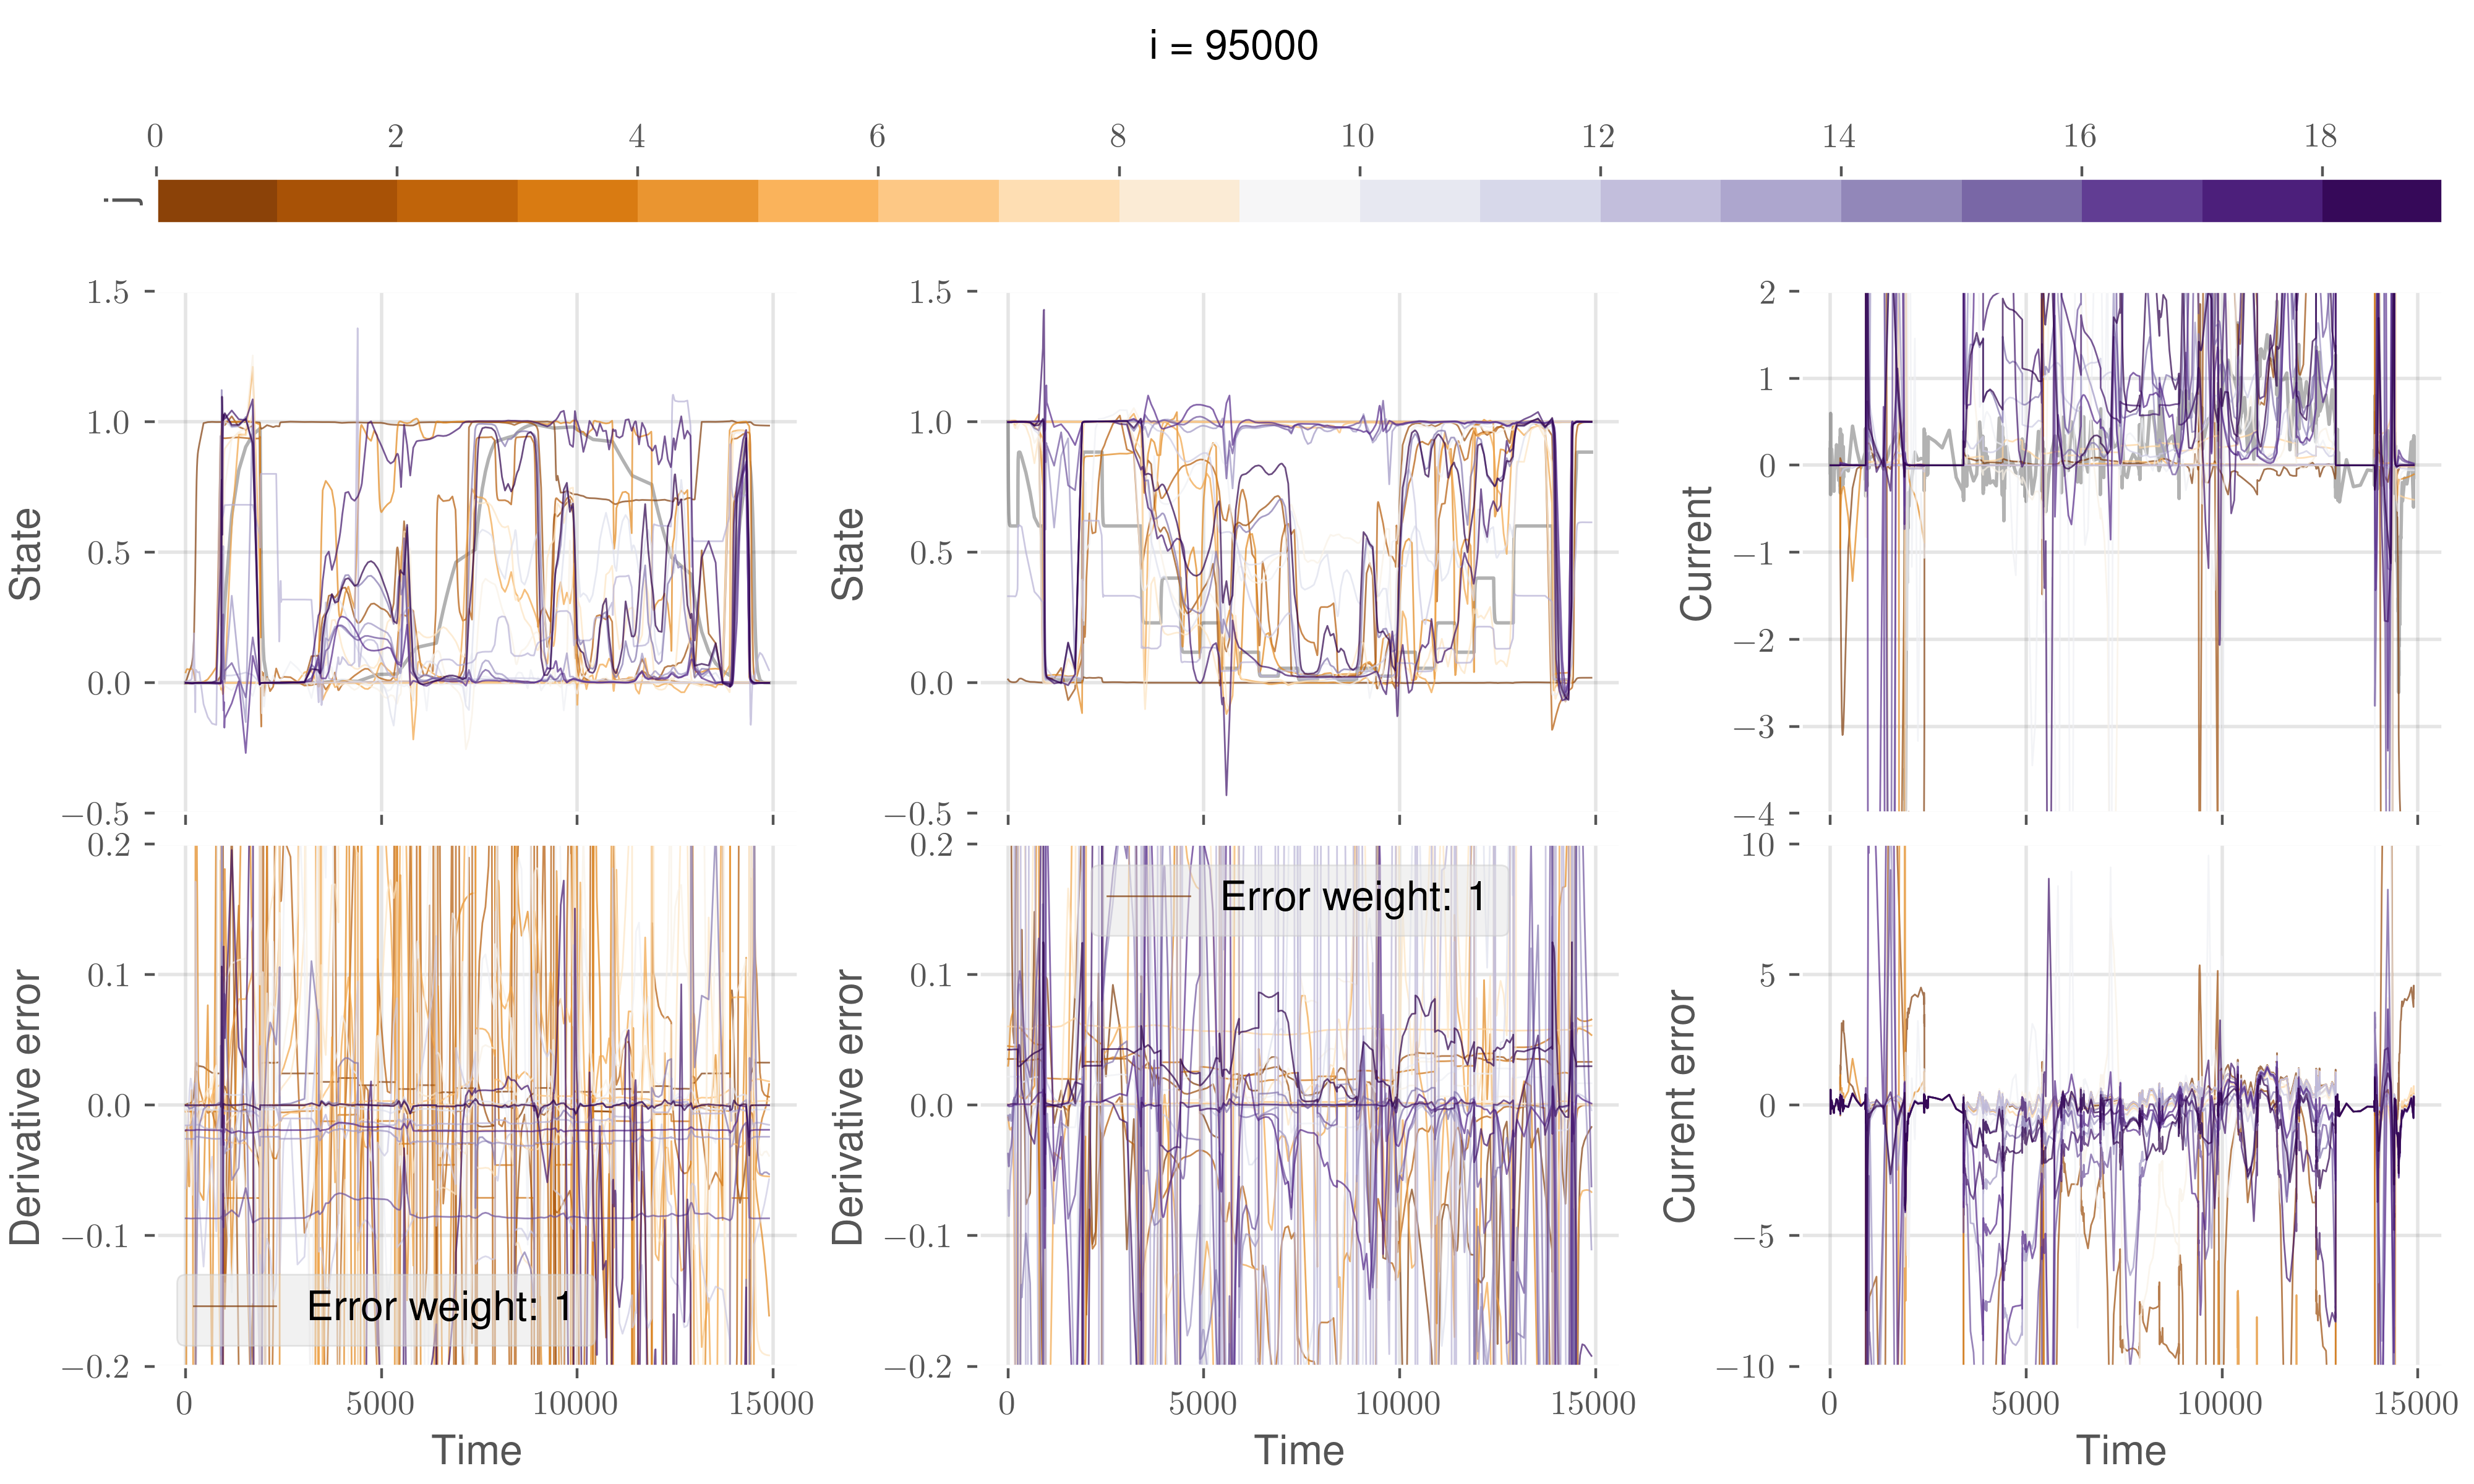 i = 95000
0 2 4 6 8 10 12 14 16 18
j
1.5 1.0 0.5 0.0 −0.5
State
1.5 1.0 0.5 0.0 −0.5
State
2 1 0 −1 −2 −3 −4
Current
0.2 0.1 0.0 −0.1 −0.2
Derivative error
Error weight: 1
0 5000 10000 15000
Time
0.2 0.1 0.0 −0.1 −0.2
Derivative error
Error weight: 1
0 5000 10000 15000
Time
10 5 0 −5 −10
Current error
0 5000 10000 15000
Time